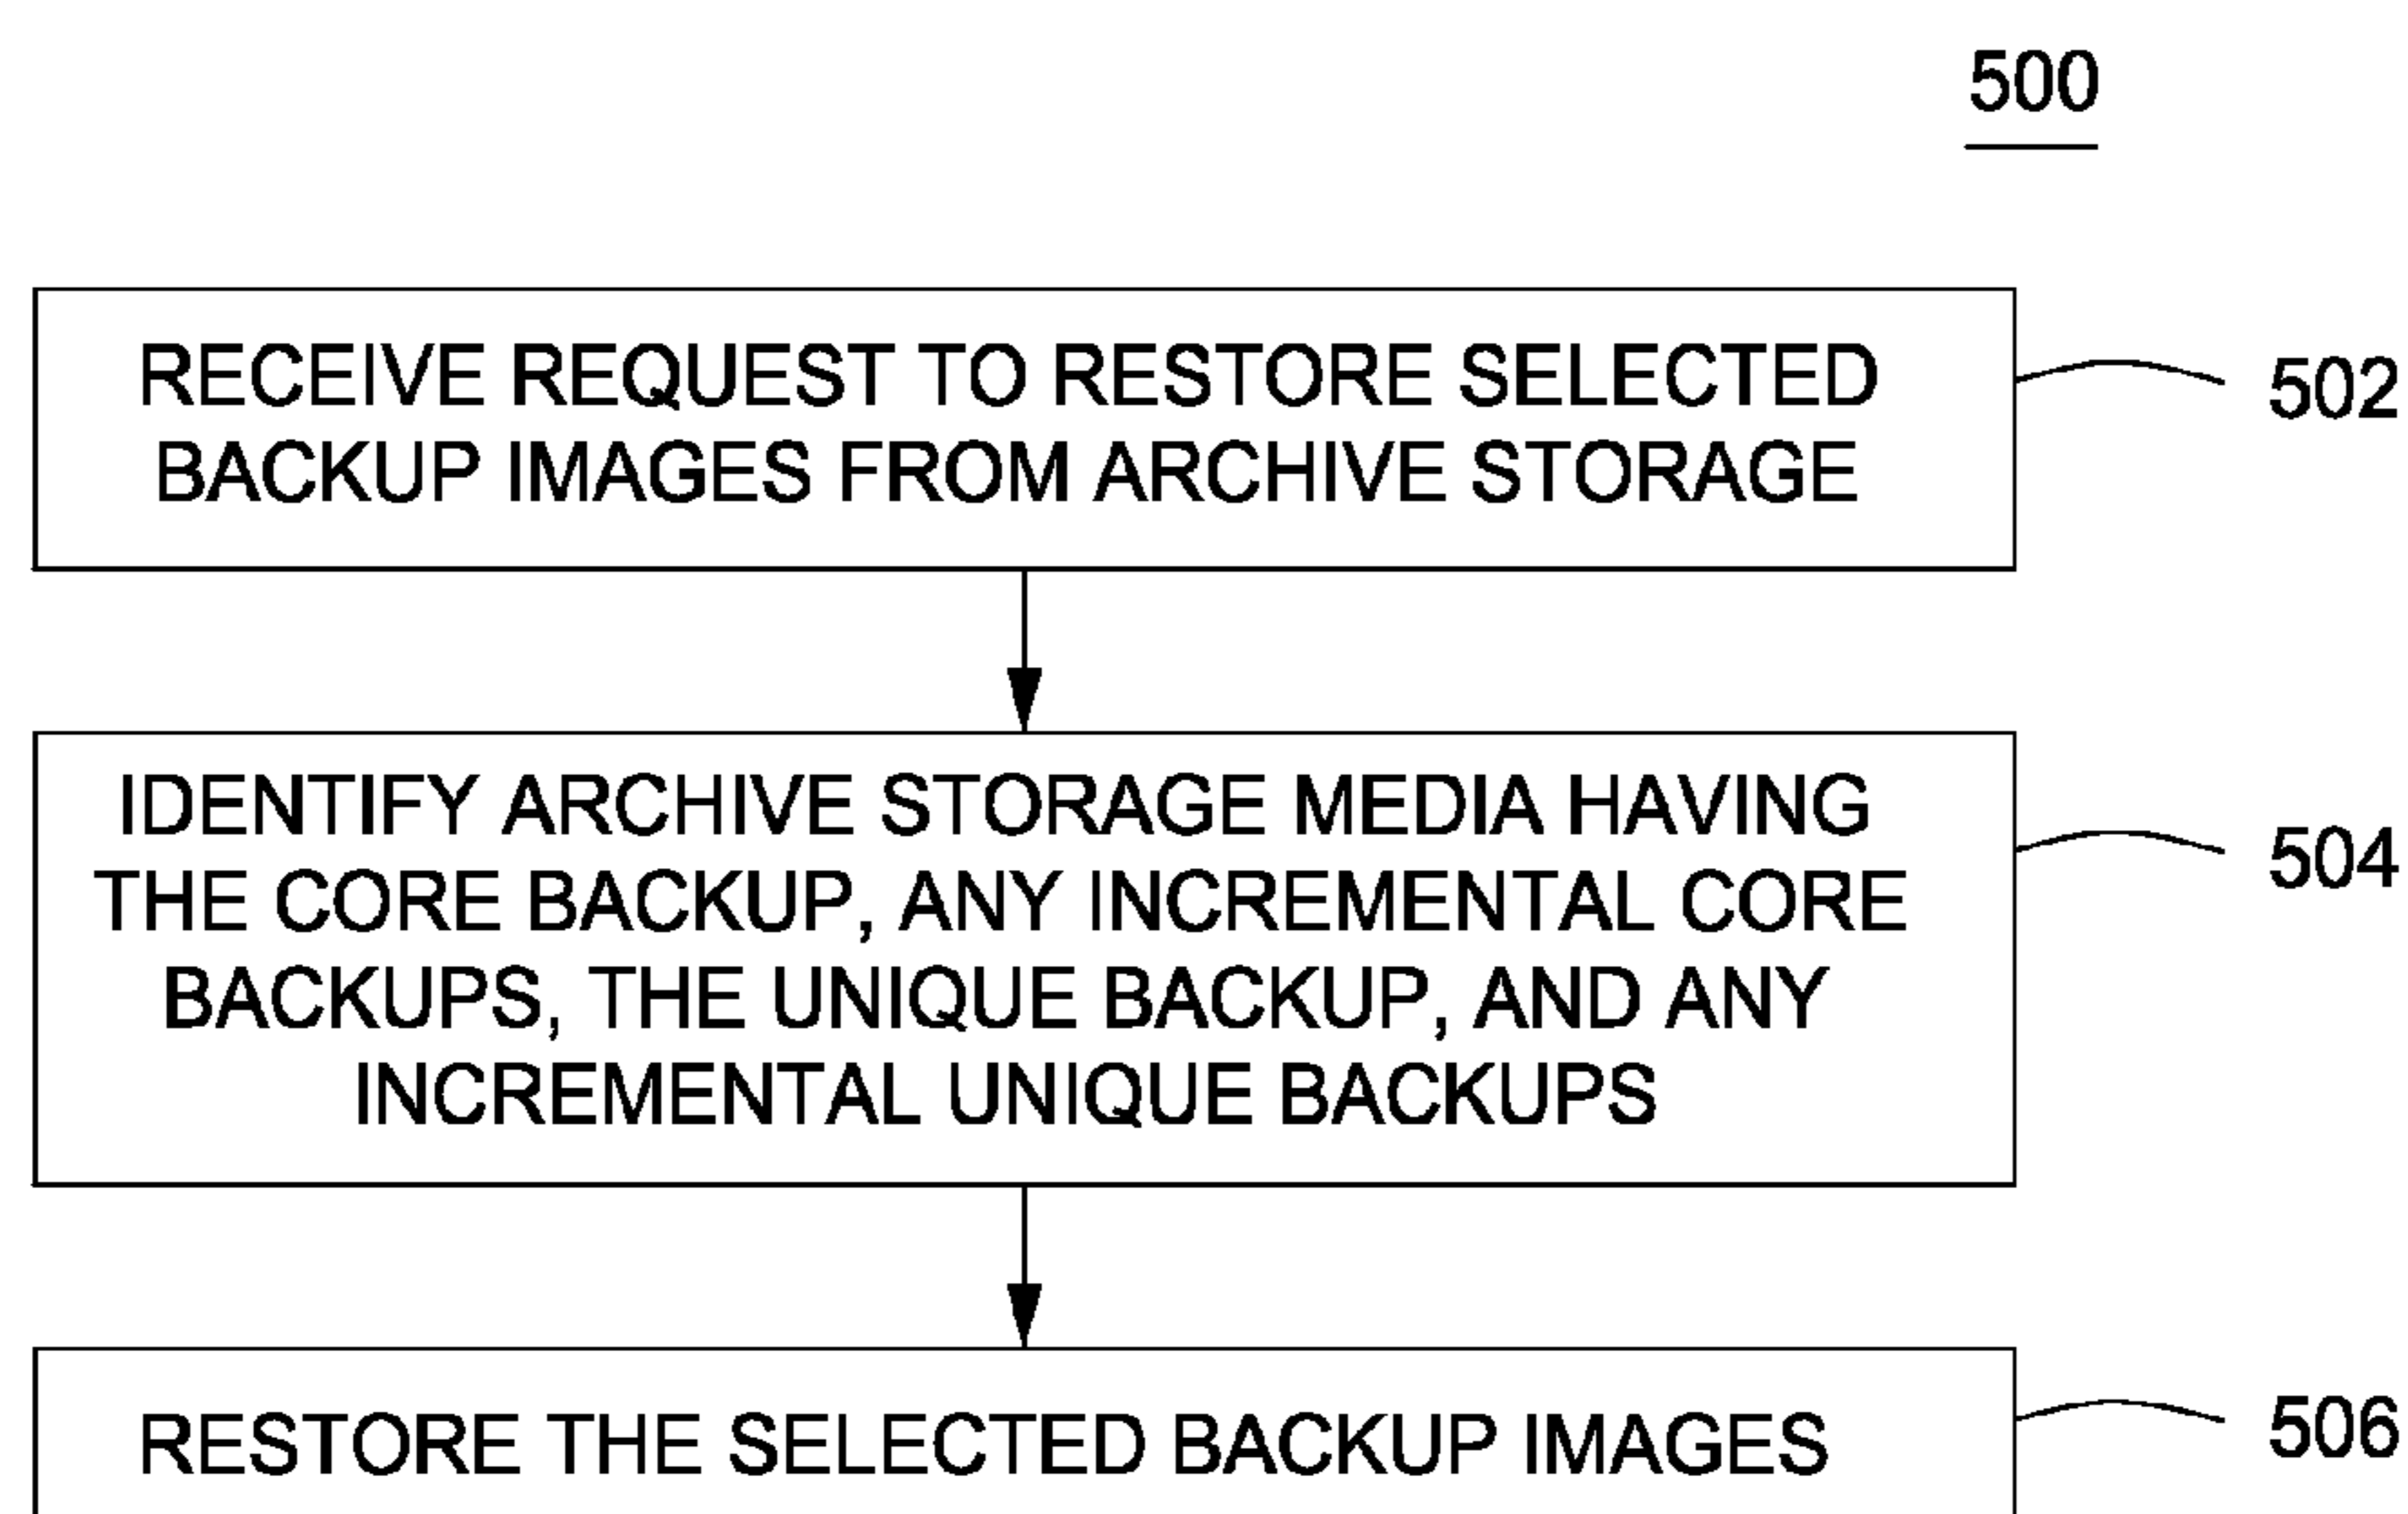 500
RECEIVE REQUEST TO RESTORE SELECTED
BACKUP IMAGES FROM ARCHIVE STORAGE
502
IDENTIFY ARCHIVE STORAGE MEDIA HAVING
THE CORE BACKUP, ANY INCREMENTAL CORE
BACKUPS, THE UNIQUE BACKUP, AND ANY
INCREMENTAL UNIQUE BACKUPS
504
RESTORE THE SELECTED BACKUP IMAGES
506